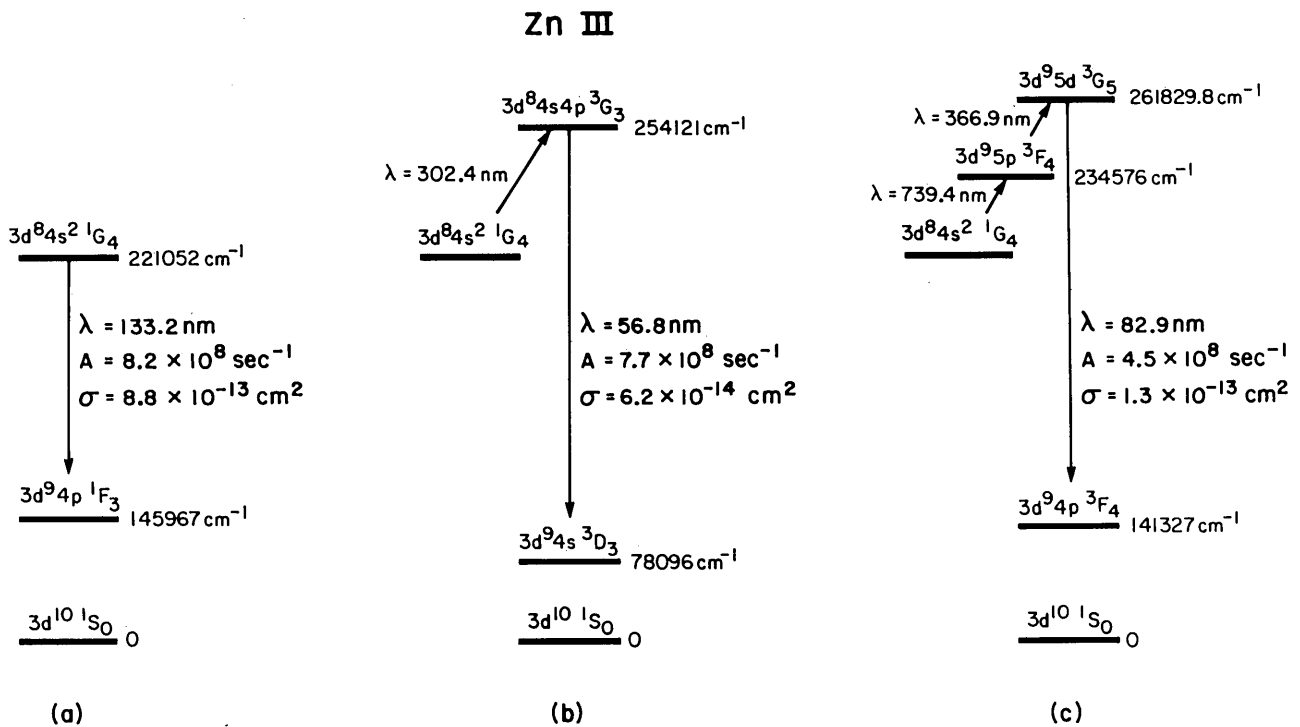 Zn III
3d⁸4s² ¹G₄
221052 cm⁻¹
λ = 133.2 nm
A = 8.2 × 10⁸ sec⁻¹
σ = 8.8 × 10⁻¹³ cm²
3d⁹4p ¹F₃
145967 cm⁻¹
3d¹⁰ ¹S₀
0
(a)
3d⁸4s4p ³G₃
254121 cm⁻¹
λ = 302.4 nm
3d⁸4s² ¹G₄
λ = 56.8 nm
A = 7.7 × 10⁸ sec⁻¹
σ = 6.2 × 10⁻¹⁴ cm²
3d⁹4s ³D₃
78096 cm⁻¹
3d¹⁰ ¹S₀
0
(b)
3d⁹5d ³G₅
261829.8 cm⁻¹
λ = 366.9 nm
3d⁹5p ³F₄
234576 cm⁻¹
λ = 739.4 nm
3d⁸4s² ¹G₄
λ = 82.9 nm
A = 4.5 × 10⁸ sec⁻¹
σ = 1.3 × 10⁻¹³ cm²
3d⁹4p ³F₄
141327 cm⁻¹
3d¹⁰ ¹S₀
0
(c)